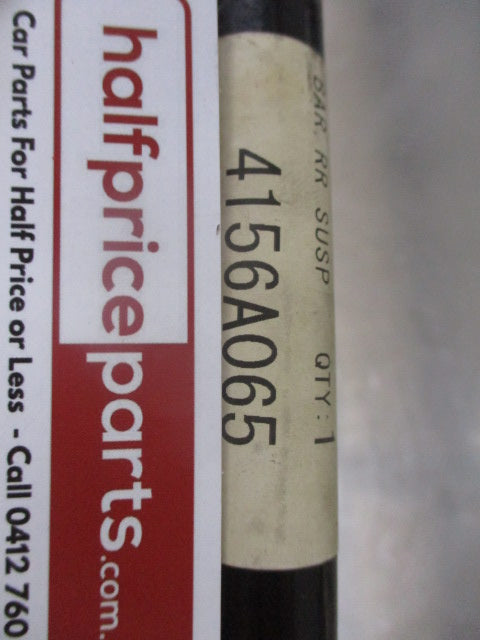 BAR, RR SUSP QTY:1
4156A065
halfpriceparts.com.
Car Parts For Half Price or Less - Call 0412 760